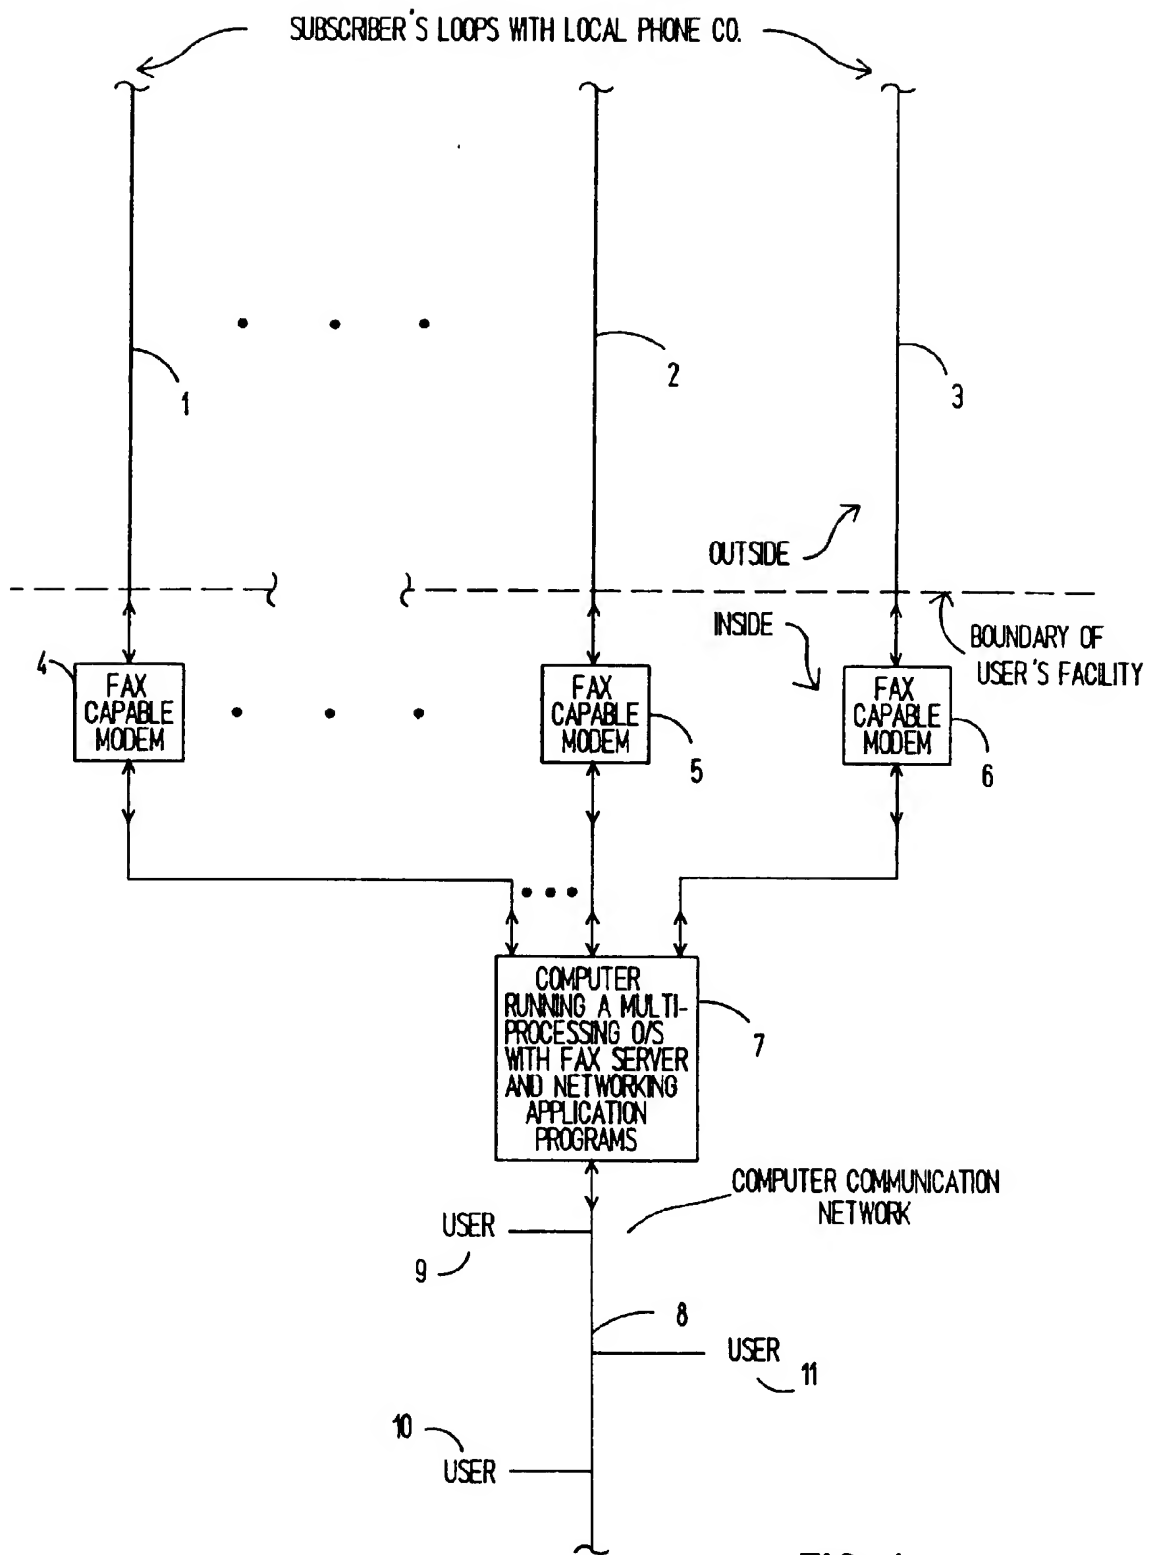 SUBSCRIBER'S LOOPS WITH LOCAL PHONE CO.
1
2
3
OUTSIDE
INSIDE
BOUNDARY OF
USER'S FACILITY
4
FAX
CAPABLE
MODEM
FAX
CAPABLE
MODEM
5
FAX
CAPABLE
MODEM
6
COMPUTER
RUNNING A MULTI-
PROCESSING O/S
WITH FAX SERVER
AND NETWORKING
APPLICATION
PROGRAMS
7
COMPUTER COMMUNICATION
NETWORK
USER
9
8
USER
11
10
USER